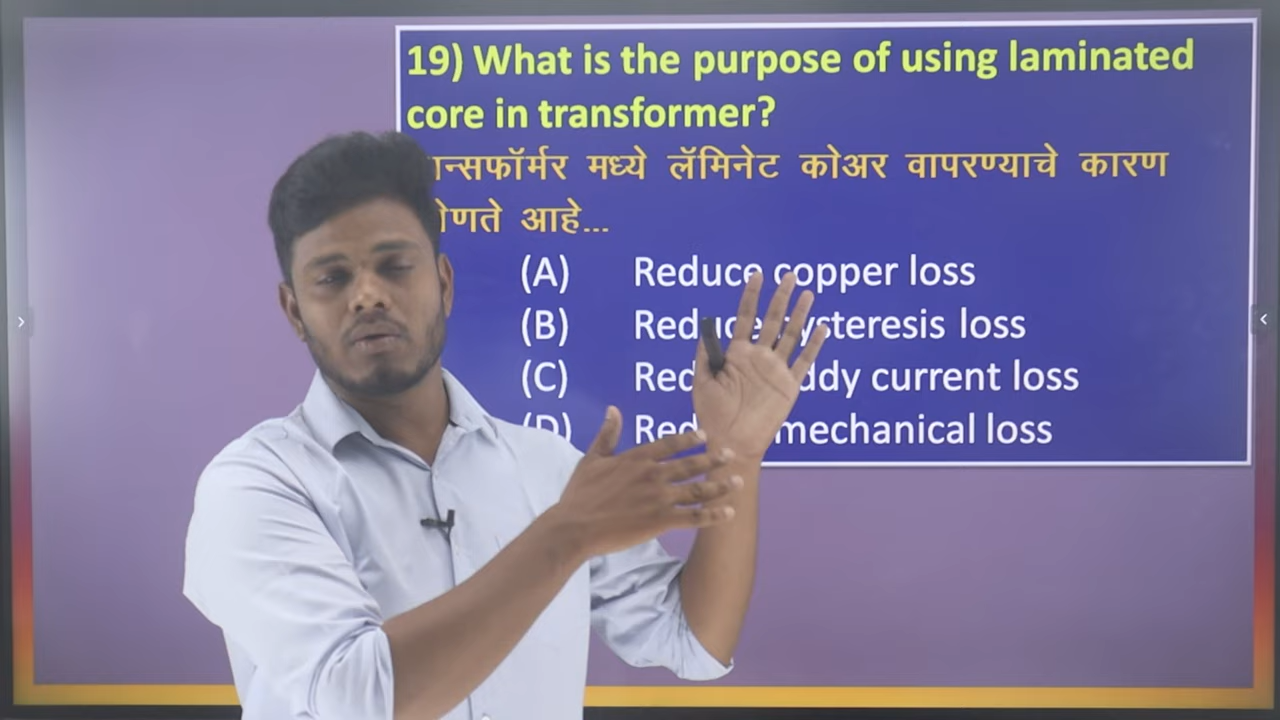 19) What is the purpose of using laminated
core in transformer?
मध्ये लॅमिनेट कोअर वापरण्याचे कारण
आहे...
(A) Reduce copper loss
(B) hysteresis loss
(C) current loss
(D) mechanical loss